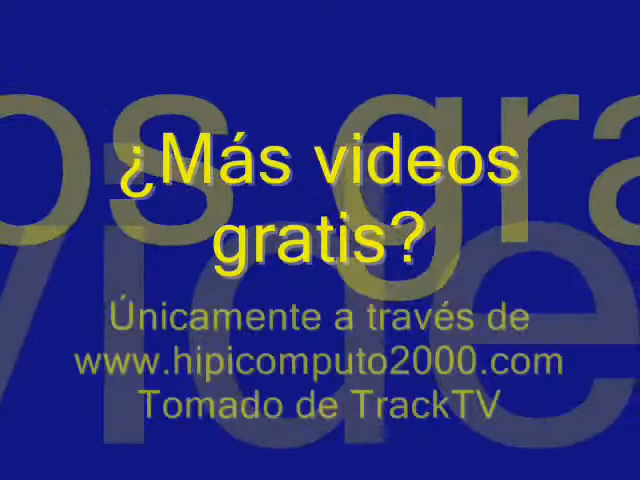 ¿Más videos
gratis?
Únicamente a través de
www.hipicomputo2000.com
Tomado de TrackTV